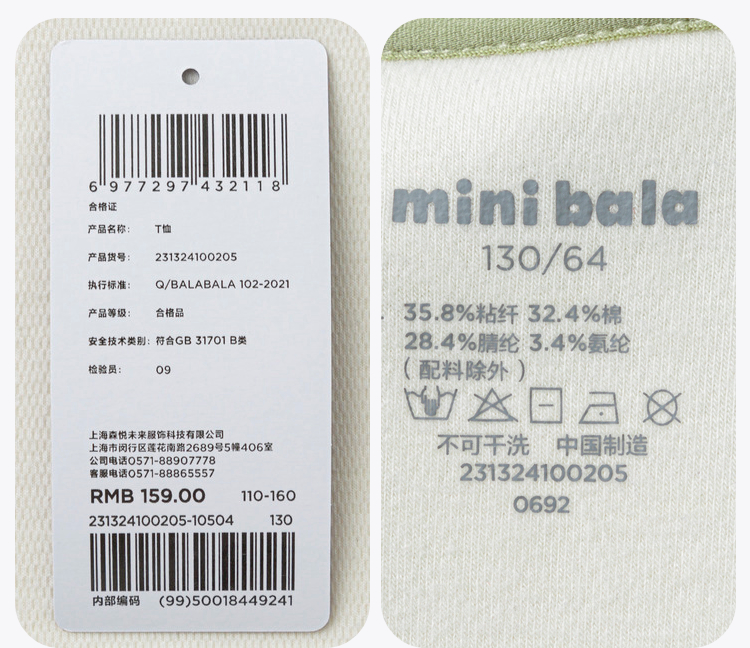 6 977297 432118
合格证
产品名称: T恤
产品货号: 231324100205
执行标准: Q/BALABALA 102-2021
产品等级: 合格品
安全技术类别: 符合GB 31701 B类
检验员: 09
上海森悦未来服饰科技有限公司
上海市闵行区莲花南路2689号5幢406室
公司电话0571-88907778
客服电话0571-88865557
RMB 159.00 110-160
231324100205-10504 130
内部编码 (99)50018449241
mini bala
130/64
35.8%粘纤 32.4%棉
28.4%腈纶 3.4%氨纶
( 配料除外 )
不可干洗 中国制造
231324100205
0692